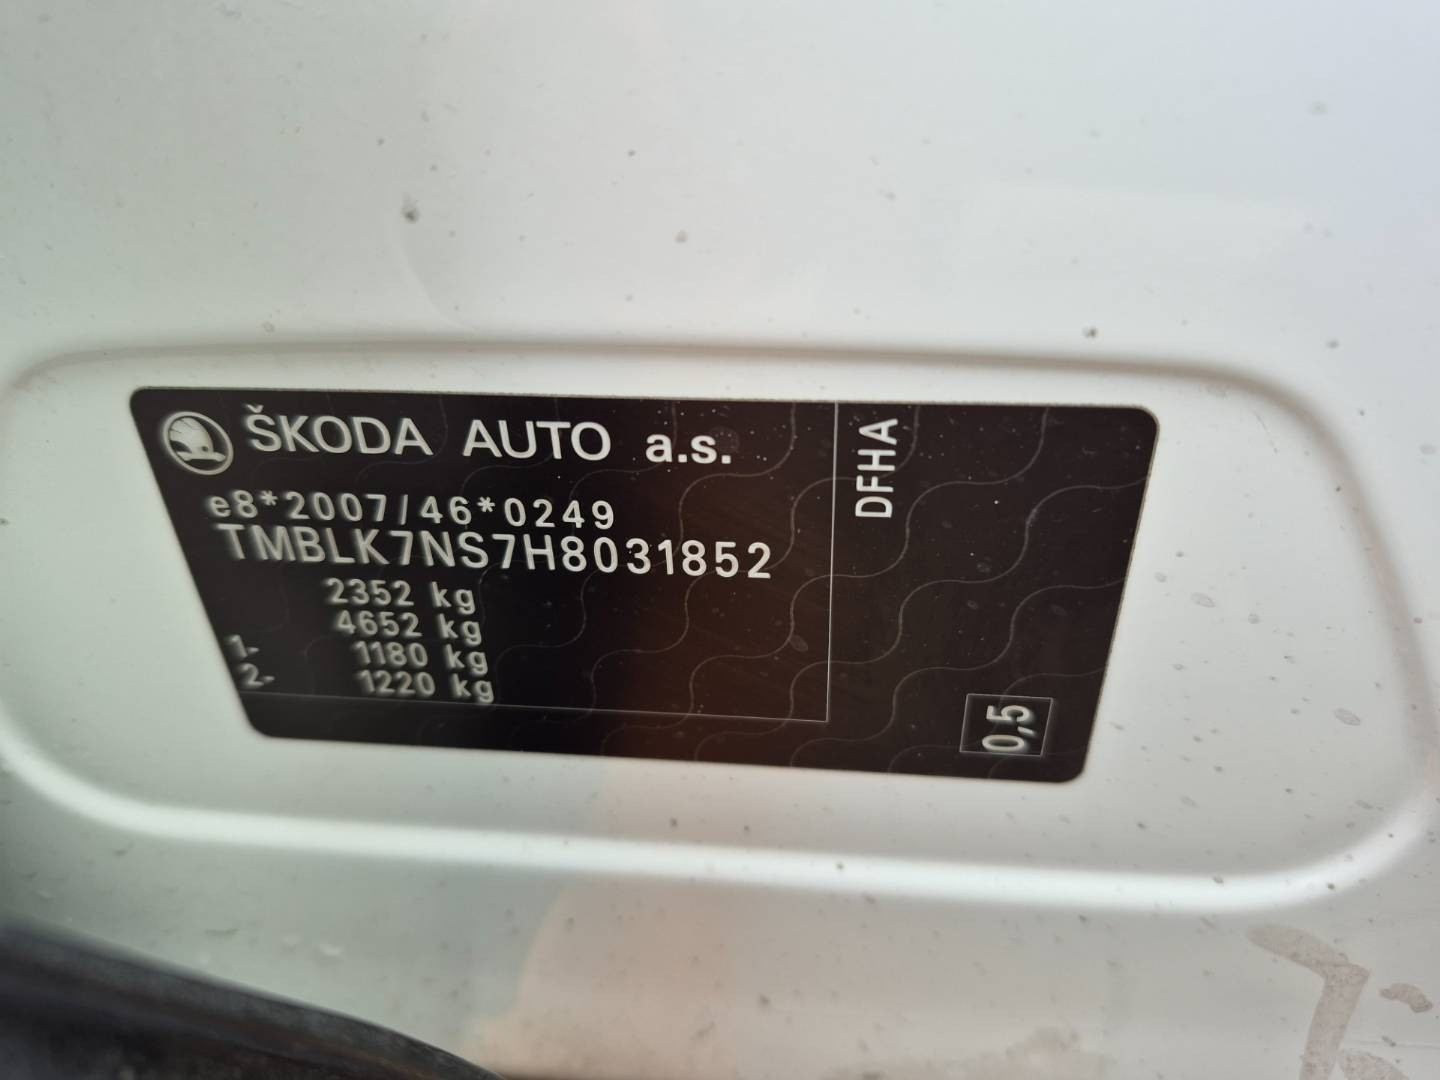 ŠKODA AUTO a.s.
e8*2007/46*0249
TMBLK7NS7H8031852
2352 kg
4652 kg
1- 1180 kg
2- 1220 kg
DFHA
0,5